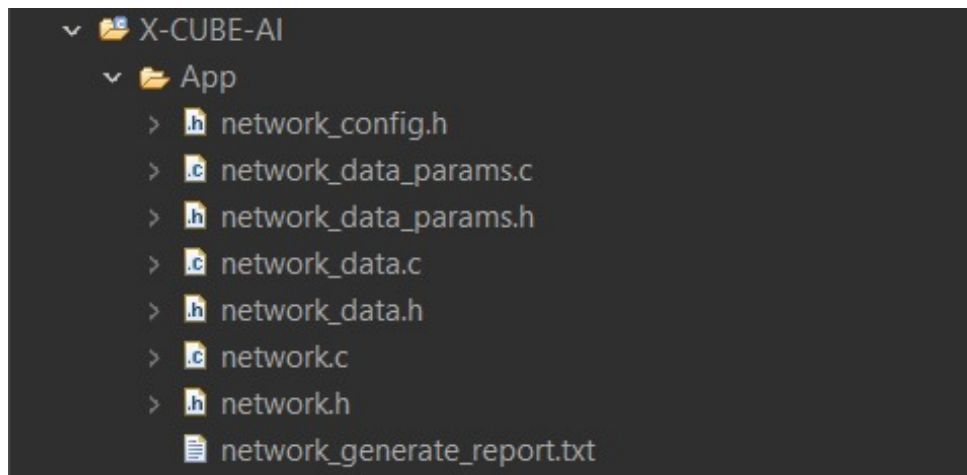 X-CUBE-AI
App
.h network_config.h
.c network_data_params.c
.h network_data_params.h
.c network_data.c
.h network_data.h
.c network.c
.h network.h
network_generate_report.txt